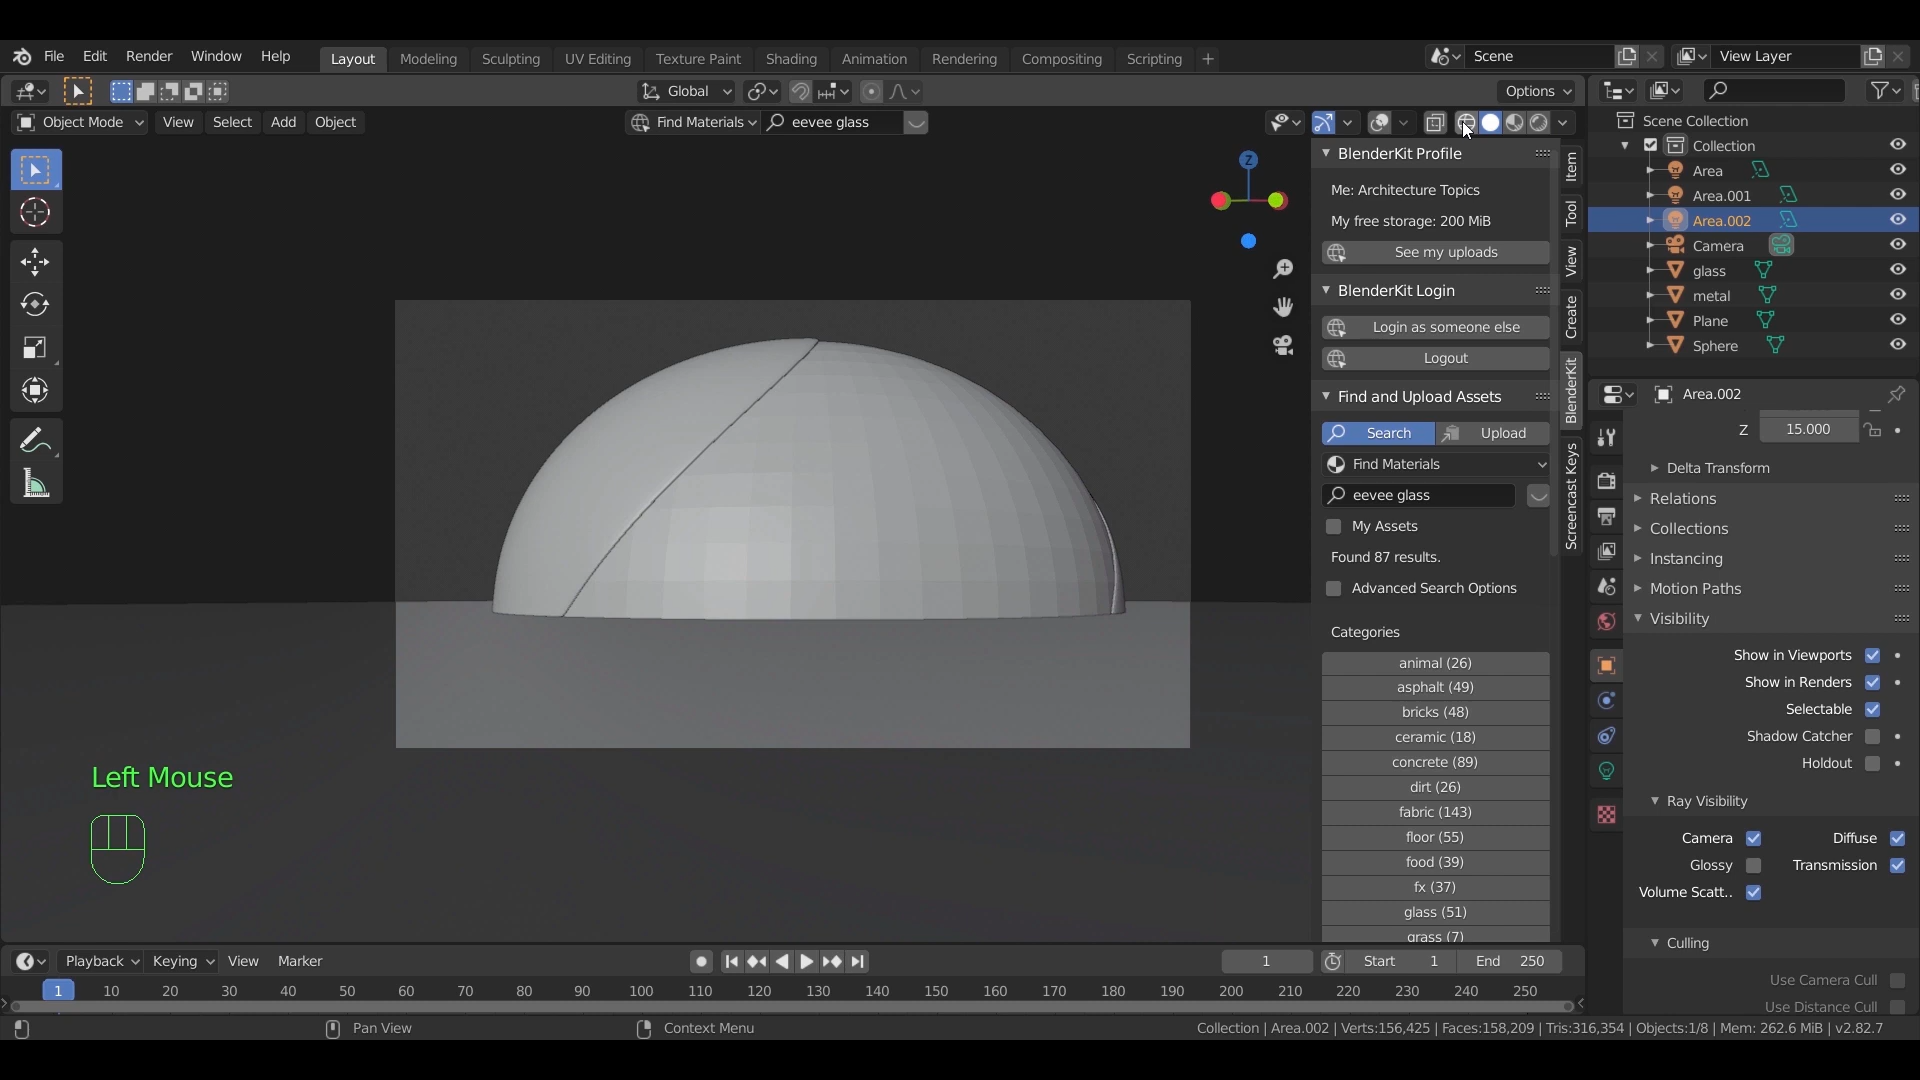 File Edit Render Window Help Layout Modeling Sculpting UV Editing Texture Paint Shading Animation Rendering Compositing Scripting + Scene View Layer
Global Options
Object Mode View Select Add Object Find Materials eevee glass
Scene Collection
Collection
Area
Area.001
Area.002
Camera
glass
metal
Plane
Sphere
Z
BlenderKit Profile
Me: Architecture Topics
My free storage: 200 MiB
See my uploads
BlenderKit Login
Login as someone else
Logout
Find and Upload Assets
Search Upload
Find Materials
eevee glass
My Assets
Found 87 results.
Advanced Search Options
Categories
animal (26)
asphalt (49)
bricks (48)
ceramic (18)
concrete (89)
dirt (26)
fabric (143)
floor (55)
food (39)
fx (37)
glass (51)
grass (7)
Item
Tool
View
Create
BlenderKit
Screencast Keys
Area.002
Z 15.000
Delta Transform
Relations
Collections
Instancing
Motion Paths
Visibility
Show in Viewports
Show in Renders
Selectable
Shadow Catcher
Holdout
Ray Visibility
Camera Diffuse
Glossy Transmission
Volume Scatt..
Culling
Use Camera Cull
Use Distance Cull
Left Mouse
Playback Keying View Marker 1 Start 1 End 250
1 10 20 30 40 50 60 70 80 90 100 110 120 130 140 150 160 170 180 190 200 210 220 230 240 250
Pan View Context Menu Collection | Area.002 | Verts:156,425 | Faces:158,209 | Tris:316,354 | Objects:1/8 | Mem: 262.6 MiB | v2.82.7